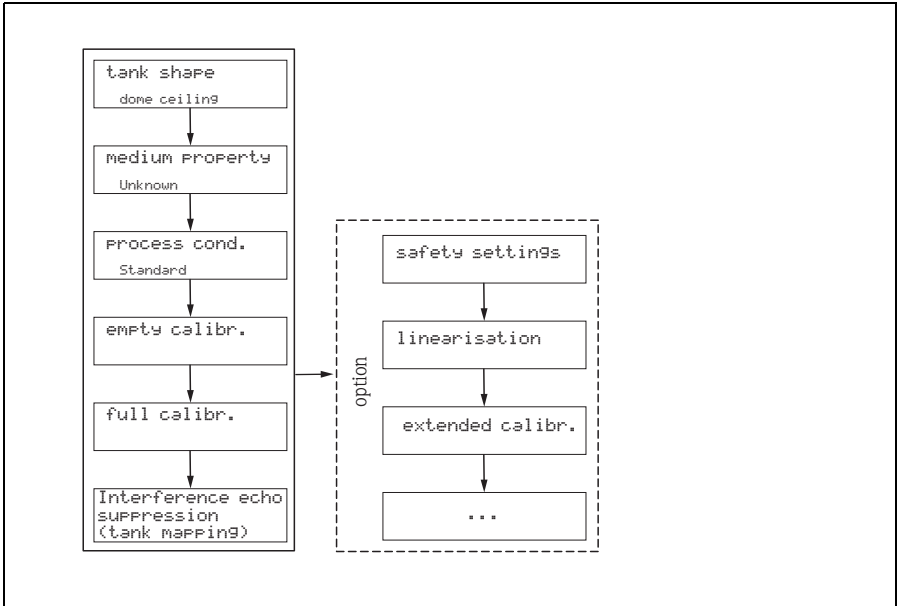 tank shape
dome ceiling
medium property
Unknown
process cond.
Standard
empty calibr.
full calibr.
Interference echo
suppression
(tank mapping)
option
safety settings
linearisation
extended calibr.
...